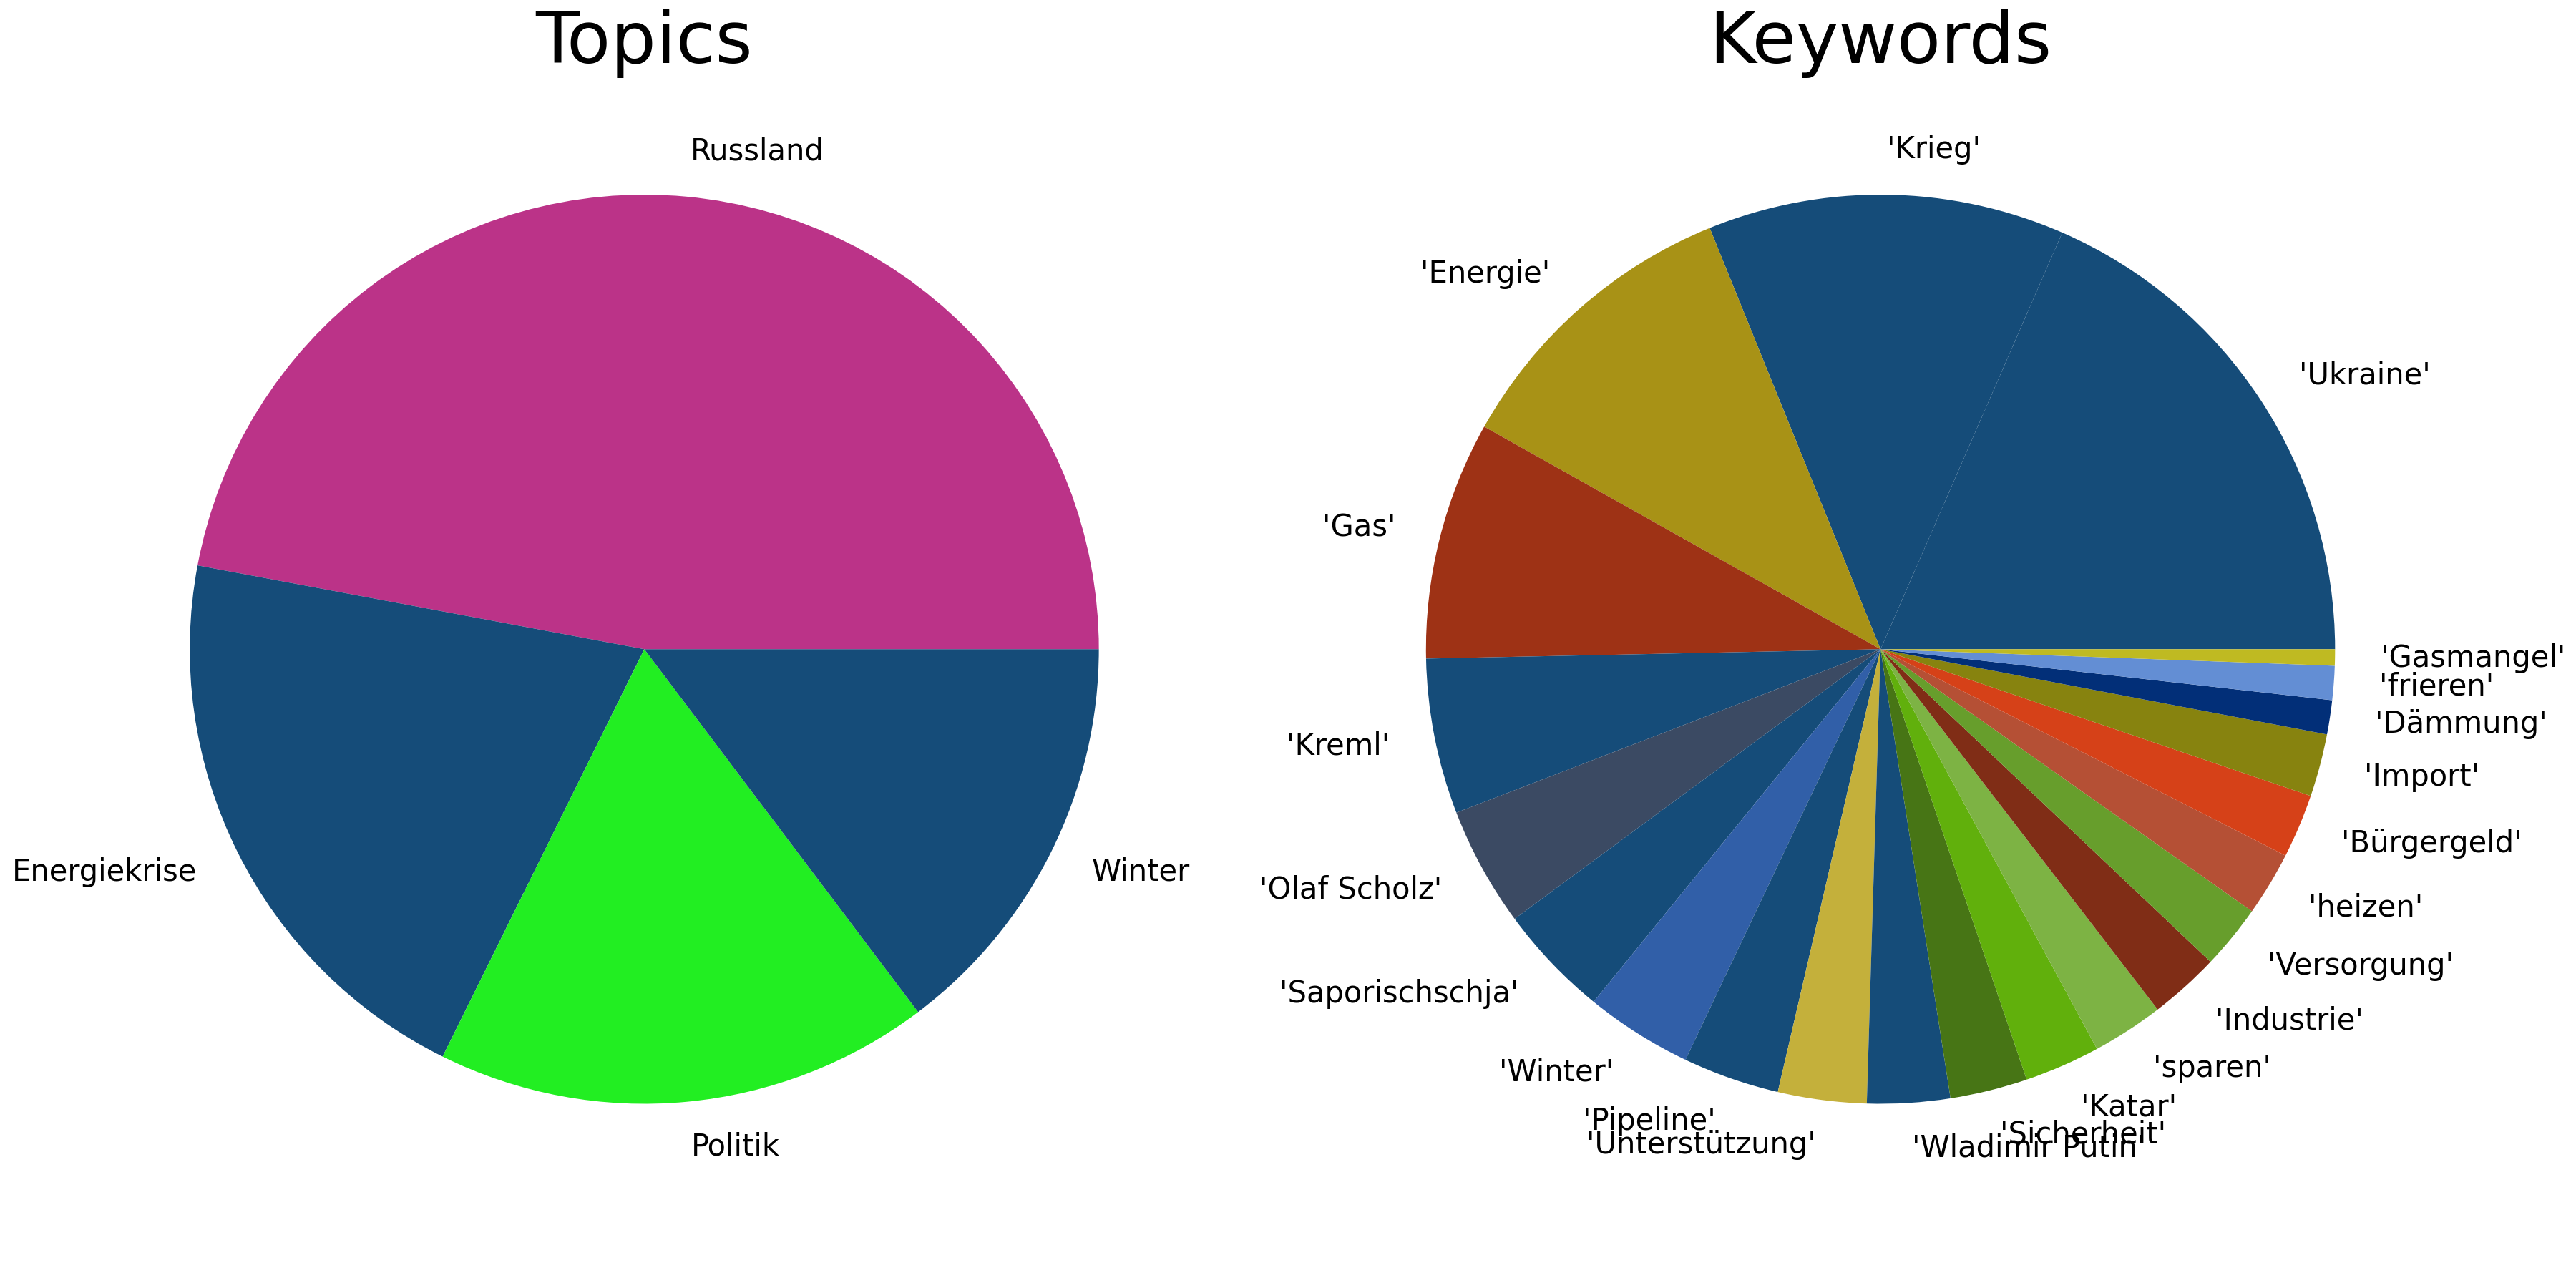 Topics
Russland
Energiekrise
Winter
Politik
Keywords
'Krieg'
'Energie'
'Ukraine'
'Gas'
'Gasmangel'
'frieren'
'Dämmung'
'Kreml'
'Import'
'Bürgergeld'
'Olaf Scholz'
'heizen'
'Versorgung'
'Saporischschja'
'Industrie'
'Winter'
'sparen'
'Katar'
'Pipeline'
'Sicherheit'
'Unterstützung'
'Wladimir Putin'